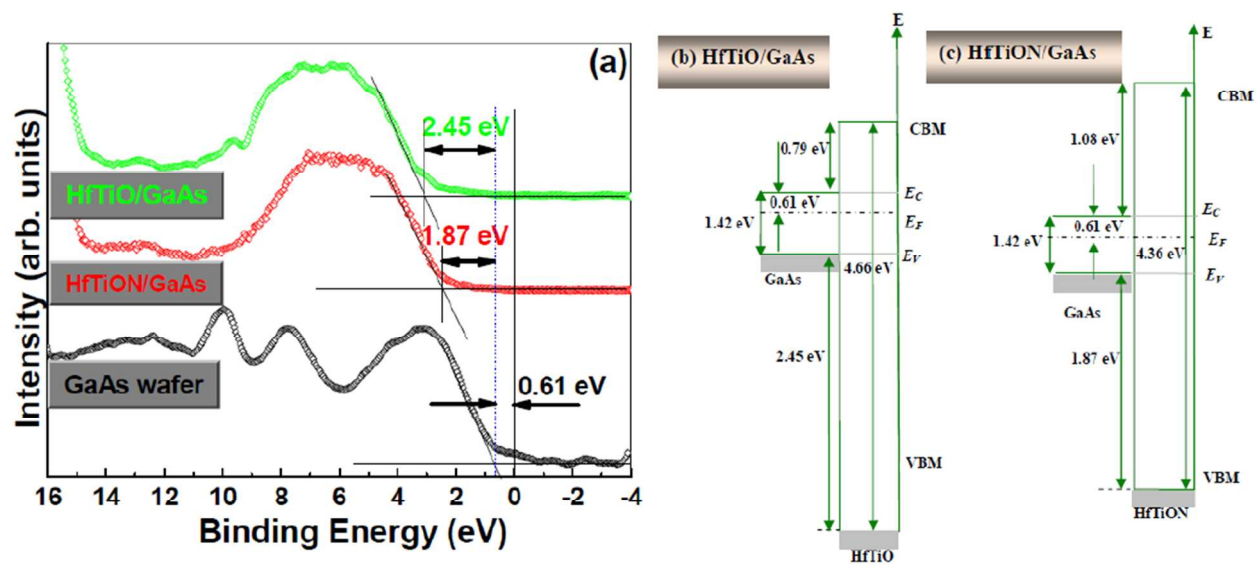 (a)
2.45 eV
HfTiO/GaAs
1.87 eV
HfTiON/GaAs
GaAs wafer
0.61 eV
Intensity (arb. units)
16 14 12 10 8 6 4 2 0 -2 -4
Binding Energy (eV)
(b) HfTiO/GaAs
E
CBM
0.79 eV
E_C
0.61 eV
1.42 eV
E_F
E_V
GaAs
4.66 eV
2.45 eV
VBM
HfTiO
(c) HfTiON/GaAs
E
CBM
1.08 eV
E_C
0.61 eV
1.42 eV
E_F
4.36 eV
E_V
GaAs
1.87 eV
VBM
HfTiON